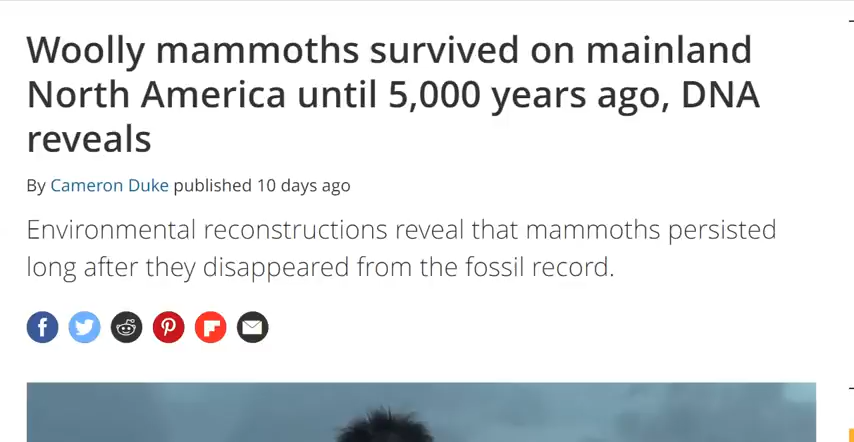 Woolly mammoths survived on mainland
North America until 5,000 years ago, DNA
reveals
By Cameron Duke published 10 days ago
Environmental reconstructions reveal that mammoths persisted
long after they disappeared from the fossil record.